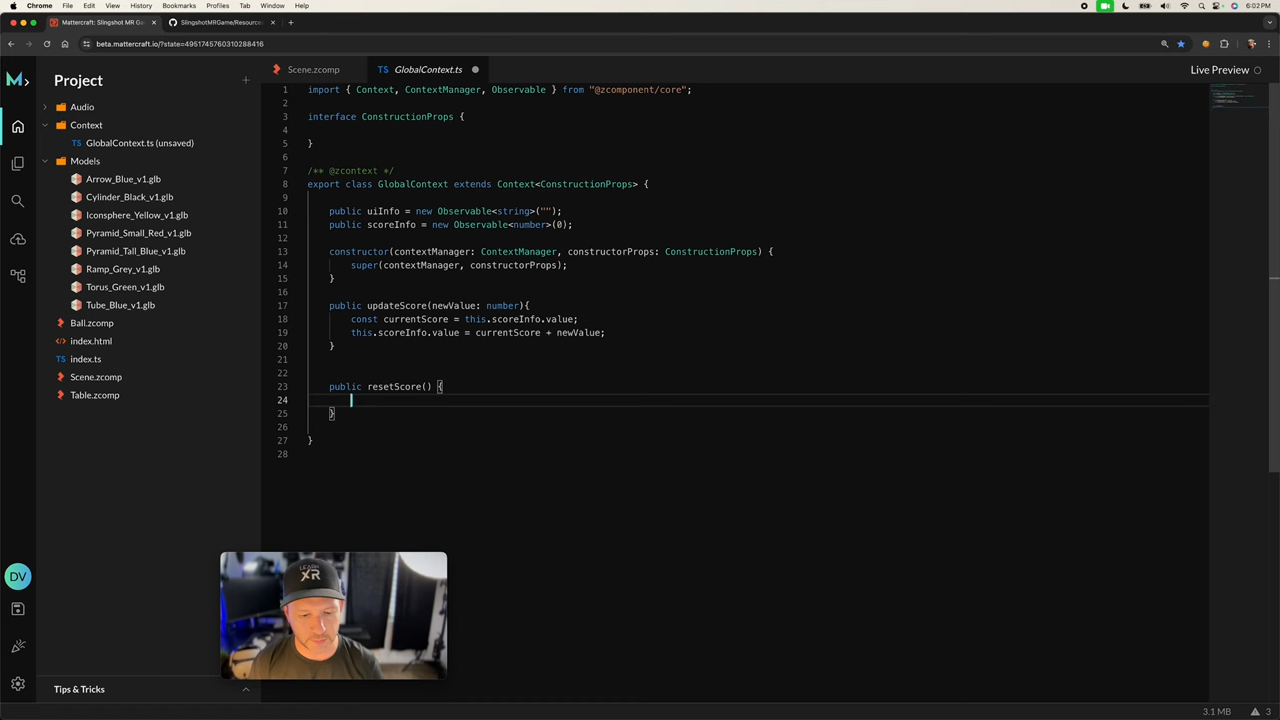 Chrome File Edit View History Bookmarks Profiles Tab Window Help 6:02 PM
Mattercraft: Slingshot MR Ga SlingshotMRGame/Resource
beta.mattercraft.io/?state=4951745760310288416
Project
Scene.zcomp
GlobalContext.ts
Live Preview
Audio
Context
GlobalContext.ts (unsaved)
Models
Arrow_Blue_v1.glb
Cylinder_Black_v1.glb
Iconsphere_Yellow_v1.glb
Pyramid_Small_Red_v1.glb
Pyramid_Tall_Blue_v1.glb
Ramp_Grey_v1.glb
Torus_Green_v1.glb
Tube_Blue_v1.glb
Ball.zcomp
index.html
index.ts
Scene.zcomp
Table.zcomp
1 import { Context, ContextManager, Observable } from "@zcomponent/core";
2
3 interface ConstructionProps {
4
5 }
6
7 /** @zcontext */
8 export class GlobalContext extends Context<ConstructionProps> {
9
10 public uiInfo = new Observable<string>("");
11 public scoreInfo = new Observable<number>(0);
12
13 constructor(contextManager: ContextManager, constructorProps: ConstructionProps) {
14 super(contextManager, constructorProps);
15 }
16
17 public updateScore(newValue: number){
18 const currentScore = this.scoreInfo.value;
19 this.scoreInfo.value = currentScore + newValue;
20 }
21
22
23 public resetScore() {
24
25 }
26
27 }
28
LEARN
XR
DV
Tips & Tricks
3.1 MB 3